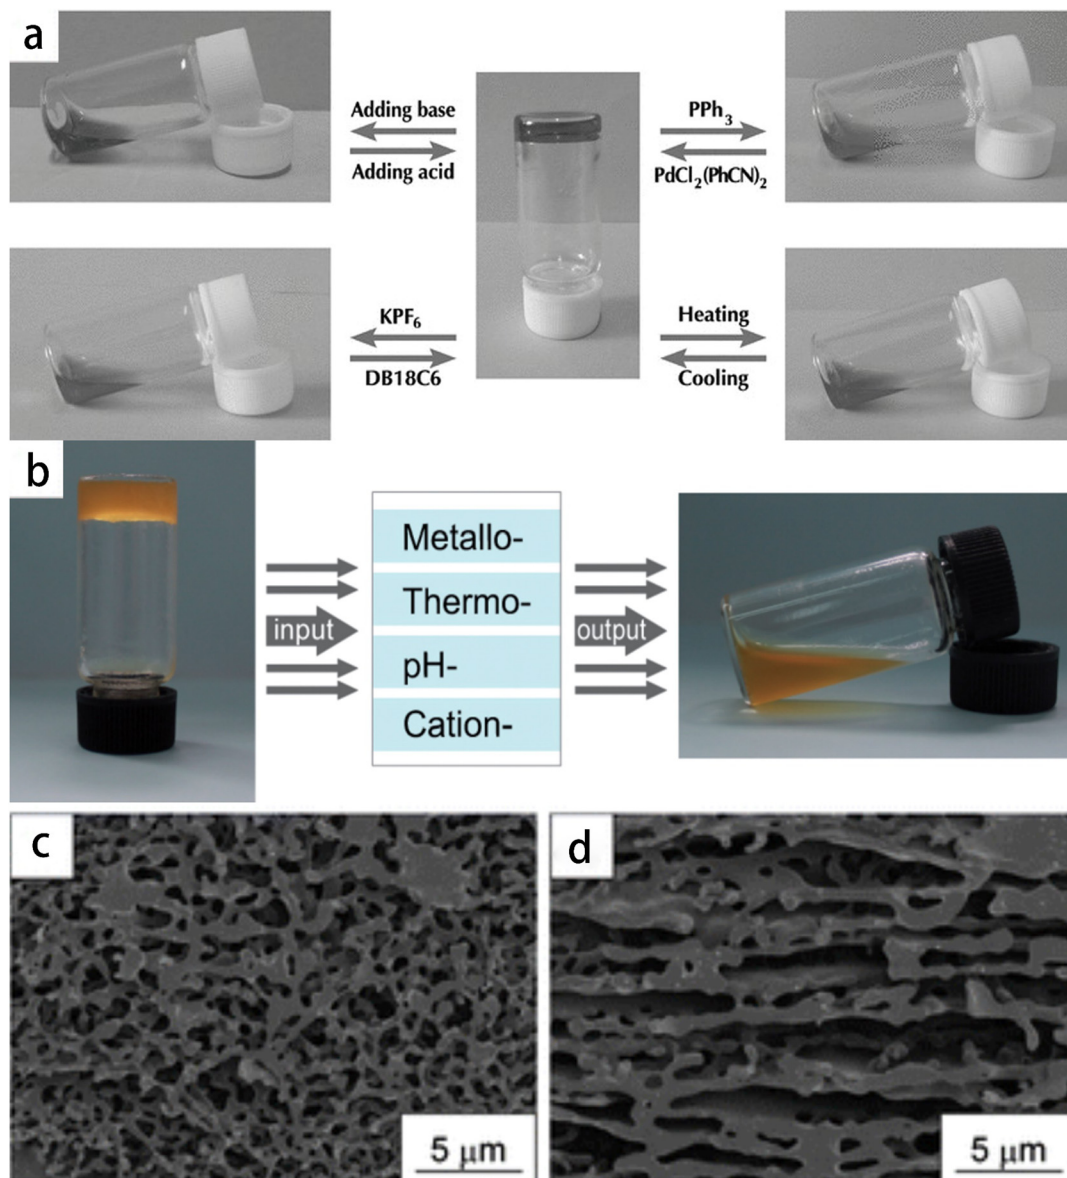 a
Adding base
Adding acid
PPh3
PdCl2(PhCN)2
KPF6
DB18C6
Heating
Cooling
b
input
Metallo-
Thermo-
pH-
Cation-
output
c
5 μm
d
5 μm